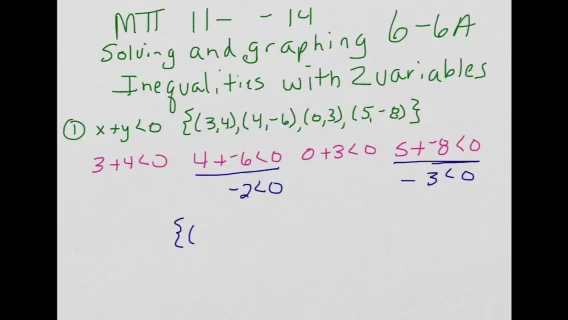 MTT 11- -14 6-6A
Solving and graphing
Inequalities with 2 variables
① x+y<0 {(3,4),(4,-6),(0,3),(5,-8)}
3+4<0 4+-6<0 0+3<0 5+-8<0
-2<0 -3<0
{(